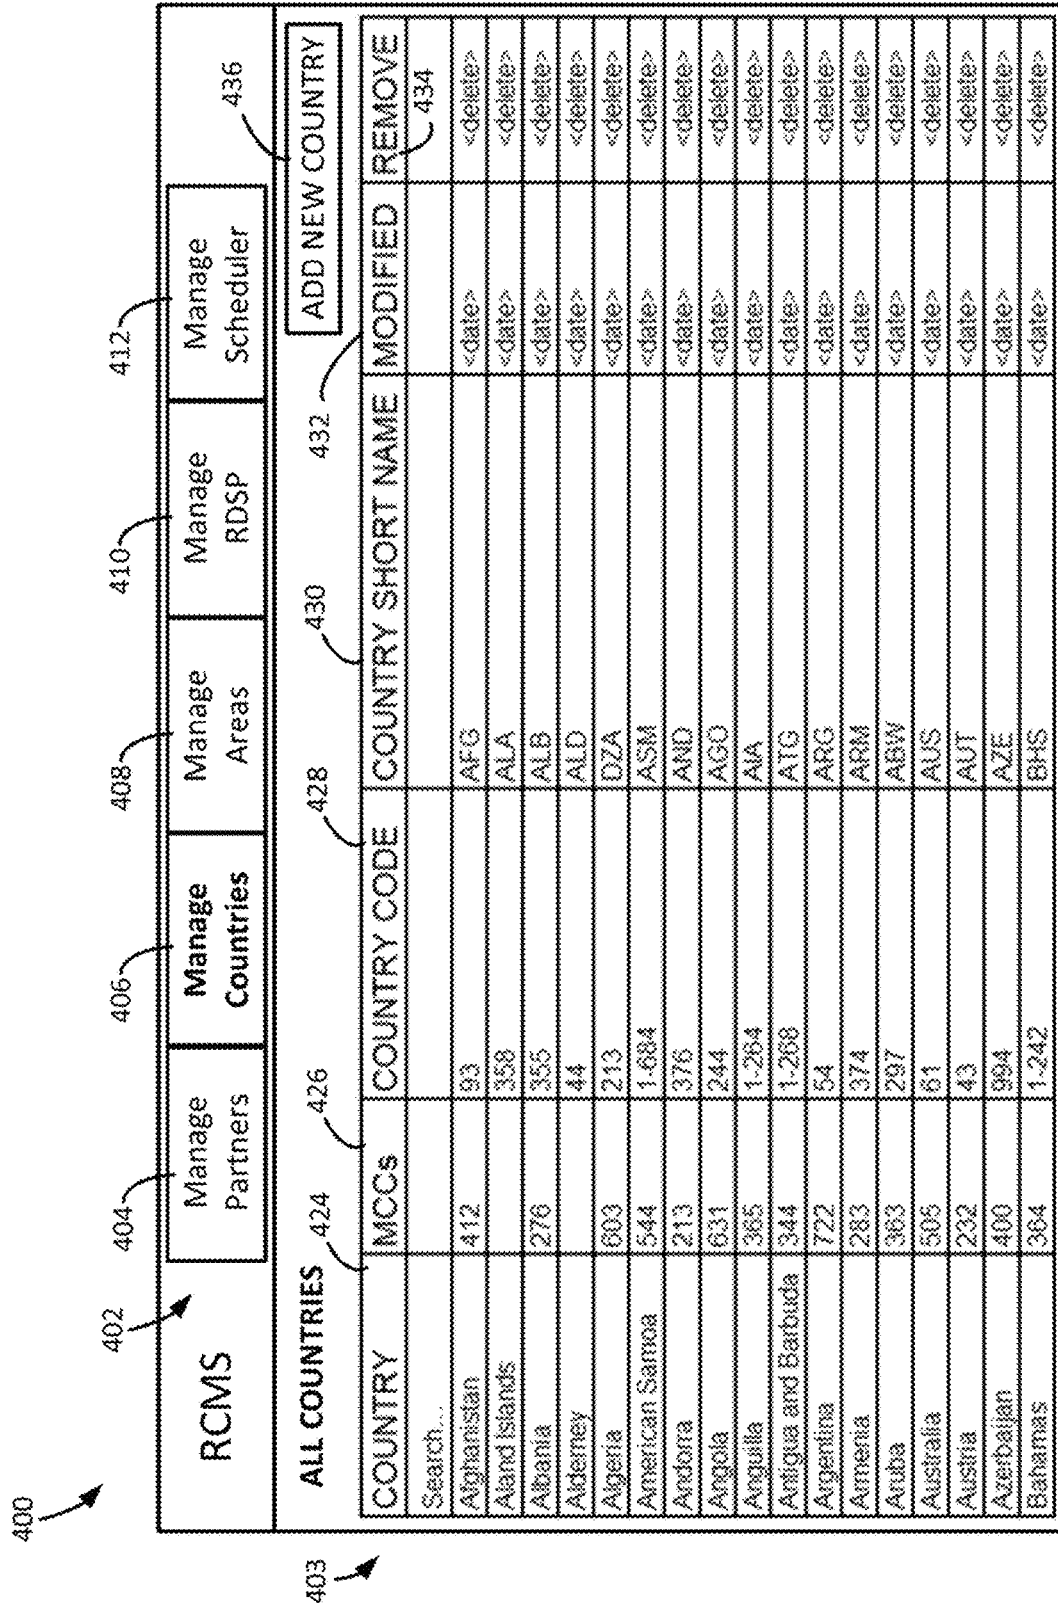 400
402
404 406 408 410 412
RCMS
Manage Partners
Manage Countries
Manage Areas
Manage RDSP
Manage Scheduler
403
ALL COUNTRIES
424 426 428 430 432 436
ADD NEW COUNTRY
COUNTRY MCCs COUNTRY CODE COUNTRY SHORT NAME MODIFIED REMOVE
Search... 434
Afghanistan 412 93 AFG <date> <delete>
Aland Islands 358 ALA <date> <delete>
Albania 276 355 ALB <date> <delete>
Alderney 44 ALD <date> <delete>
Algeria 603 213 DZA <date> <delete>
American Samoa 544 1-684 ASM <date> <delete>
Andorra 213 376 AND <date> <delete>
Angola 631 244 AGO <date> <delete>
Anguilla 365 1-264 AIA <date> <delete>
Antigua and Barbuda 344 1-268 ATG <date> <delete>
Argentina 722 54 ARG <date> <delete>
Armenia 283 374 ARM <date> <delete>
Aruba 363 297 ABW <date> <delete>
Australia 505 61 AUS <date> <delete>
Austria 232 43 AUT <date> <delete>
Azerbaijan 400 994 AZE <date> <delete>
Bahamas 364 1-242 BHS <date> <delete>